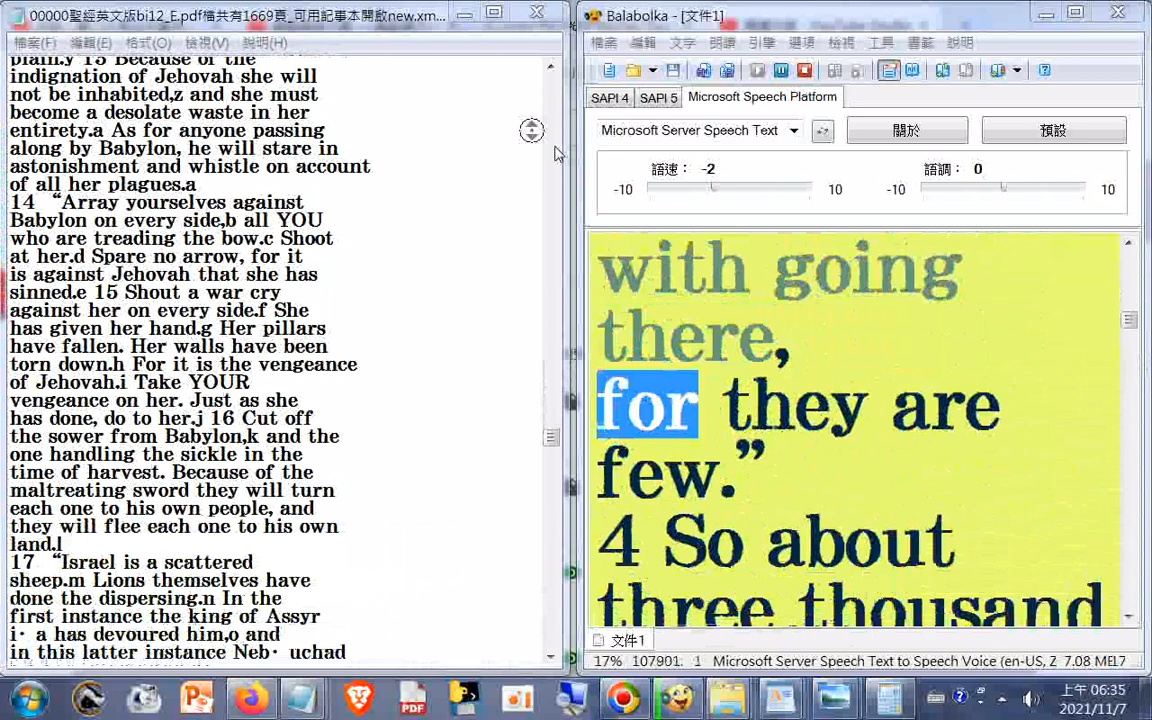 00000聖經英文版bi12_E.pdf檔共有1669頁_可用記事本開啟new.xm...
檔案(F) 編輯(E) 格式(O) 檢視(V) 說明(H)
plain.y 13 Because of the
indignation of Jehovah she will
not be inhabited,z and she must
become a desolate waste in her
entirety.a As for anyone passing
along by Babylon, he will stare in
astonishment and whistle on account
of all her plagues.a
14 “Array yourselves against
Babylon on every side,b all YOU
who are treading the bow.c Shoot
at her.d Spare no arrow, for it
is against Jehovah that she has
sinned.e 15 Shout a war cry
against her on every side.f She
has given her hand.g Her pillars
have fallen. Her walls have been
torn down.h For it is the vengeance
of Jehovah.i Take YOUR
vengeance on her. Just as she
has done, do to her.j 16 Cut off
the sower from Babylon,k and the
one handling the sickle in the
time of harvest. Because of the
maltreating sword they will turn
each one to his own people, and
they will flee each one to his own
land.l
17 “Israel is a scattered
sheep.m Lions themselves have
done the dispersing.n In the
first instance the king of Assyr
i· a has devoured him,o and
in this latter instance Neb· uchad
Balabolka - [文件1]
檔案 編輯 文字 朗讀 引擎 選項 檢視 工具 書籤 說明
SAPI 4 SAPI 5 Microsoft Speech Platform
Microsoft Server Speech Text 關於 預設
語速： -2 語調： 0
-10 10 -10 10
with going
there,
for they are
few.”
4 So about
three thousand
文件1
17% 107901. 1 Microsoft Server Speech Text to Speech Voice (en-US, Z 7.08 ME
上午 06:35
2021/11/7